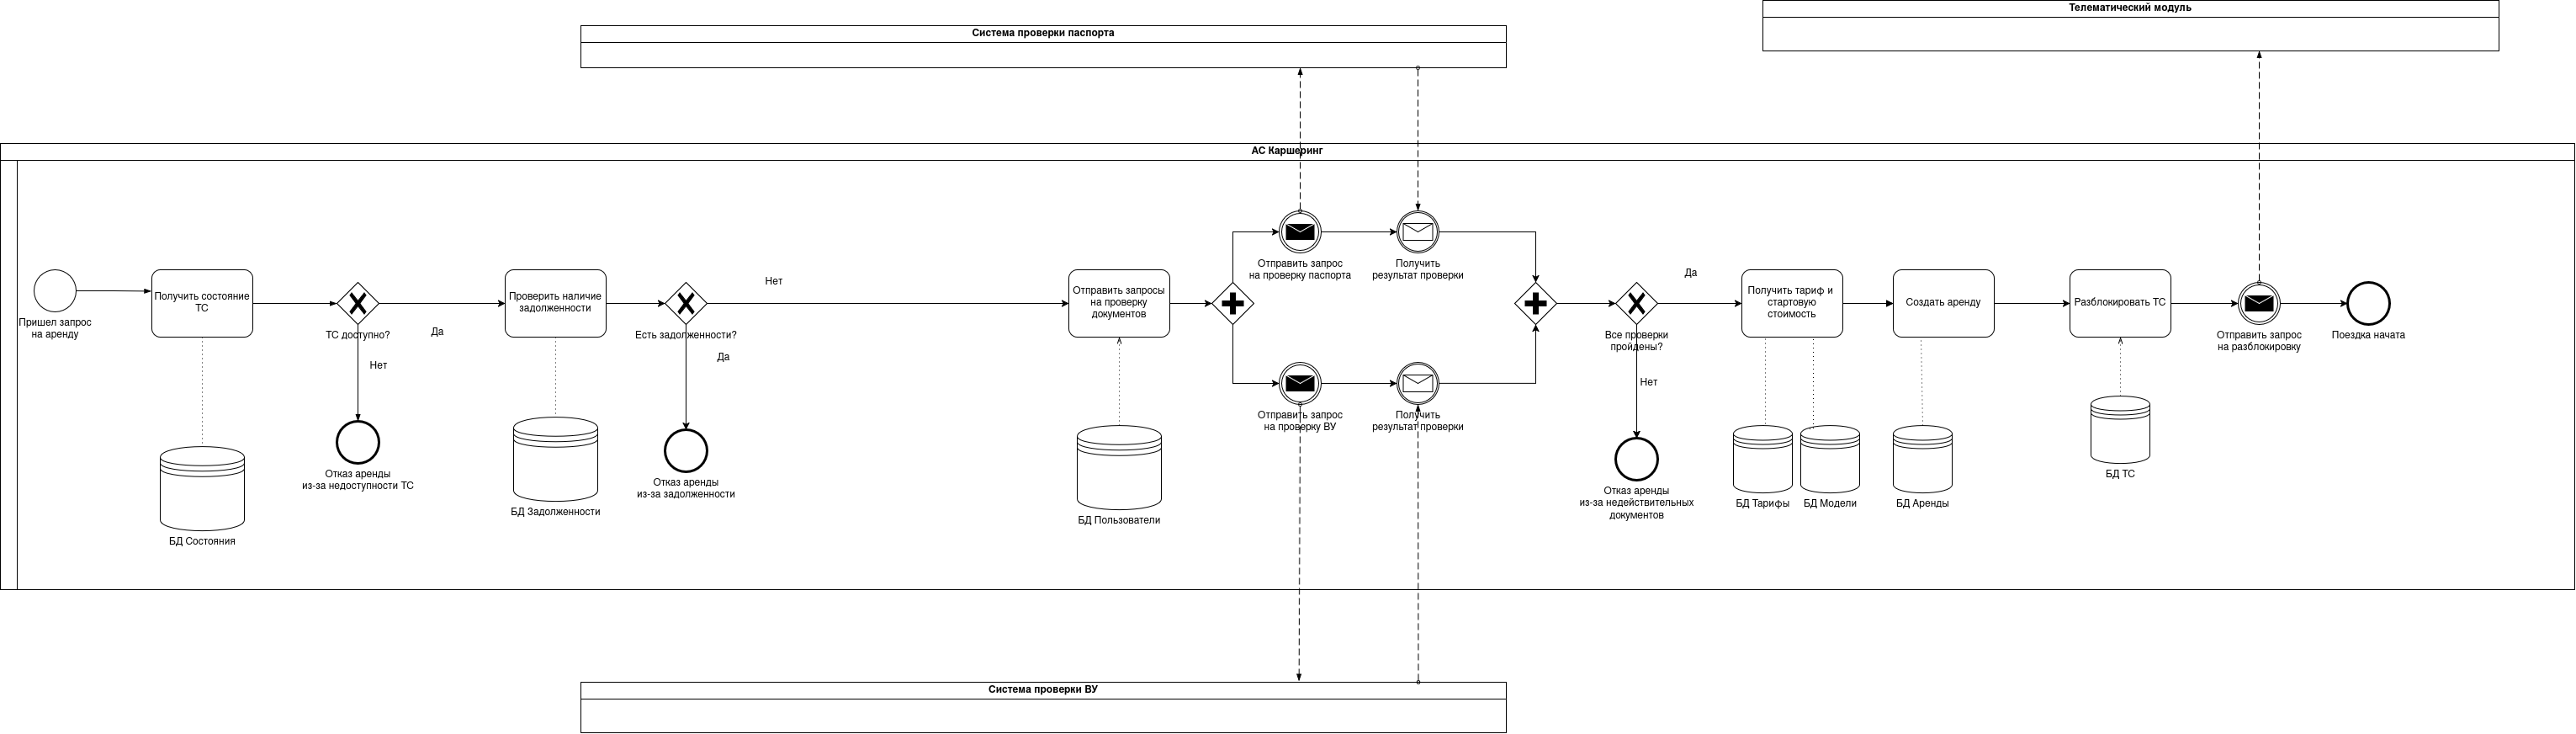 Телематический модуль
Система проверки паспорта
АС Каршеринг
Пришел запрос
на аренду
Получить состояние
ТС
ТС доступно?
Да
Нет
Отказ аренды
из-за недоступности ТС
БД Состояния
Проверить наличие
задолженности
БД Задолженности
Есть задолженности?
Нет
Да
Отказ аренды
из-за задолженности
Отправить запросы
на проверку
документов
БД Пользователи
Отправить запрос
на проверку паспорта
Получить
результат проверки
Отправить запрос
на проверку ВУ
Получить
результат проверки
Все проверки
пройдены?
Да
Нет
Отказ аренды
из-за недействительных
документов
Получить тариф и
стартовую
стоимость
БД Тарифы
БД Модели
Создать аренду
БД Аренды
Разблокировать ТС
БД ТС
Отправить запрос
на разблокировку
Поездка начата
Система проверки ВУ